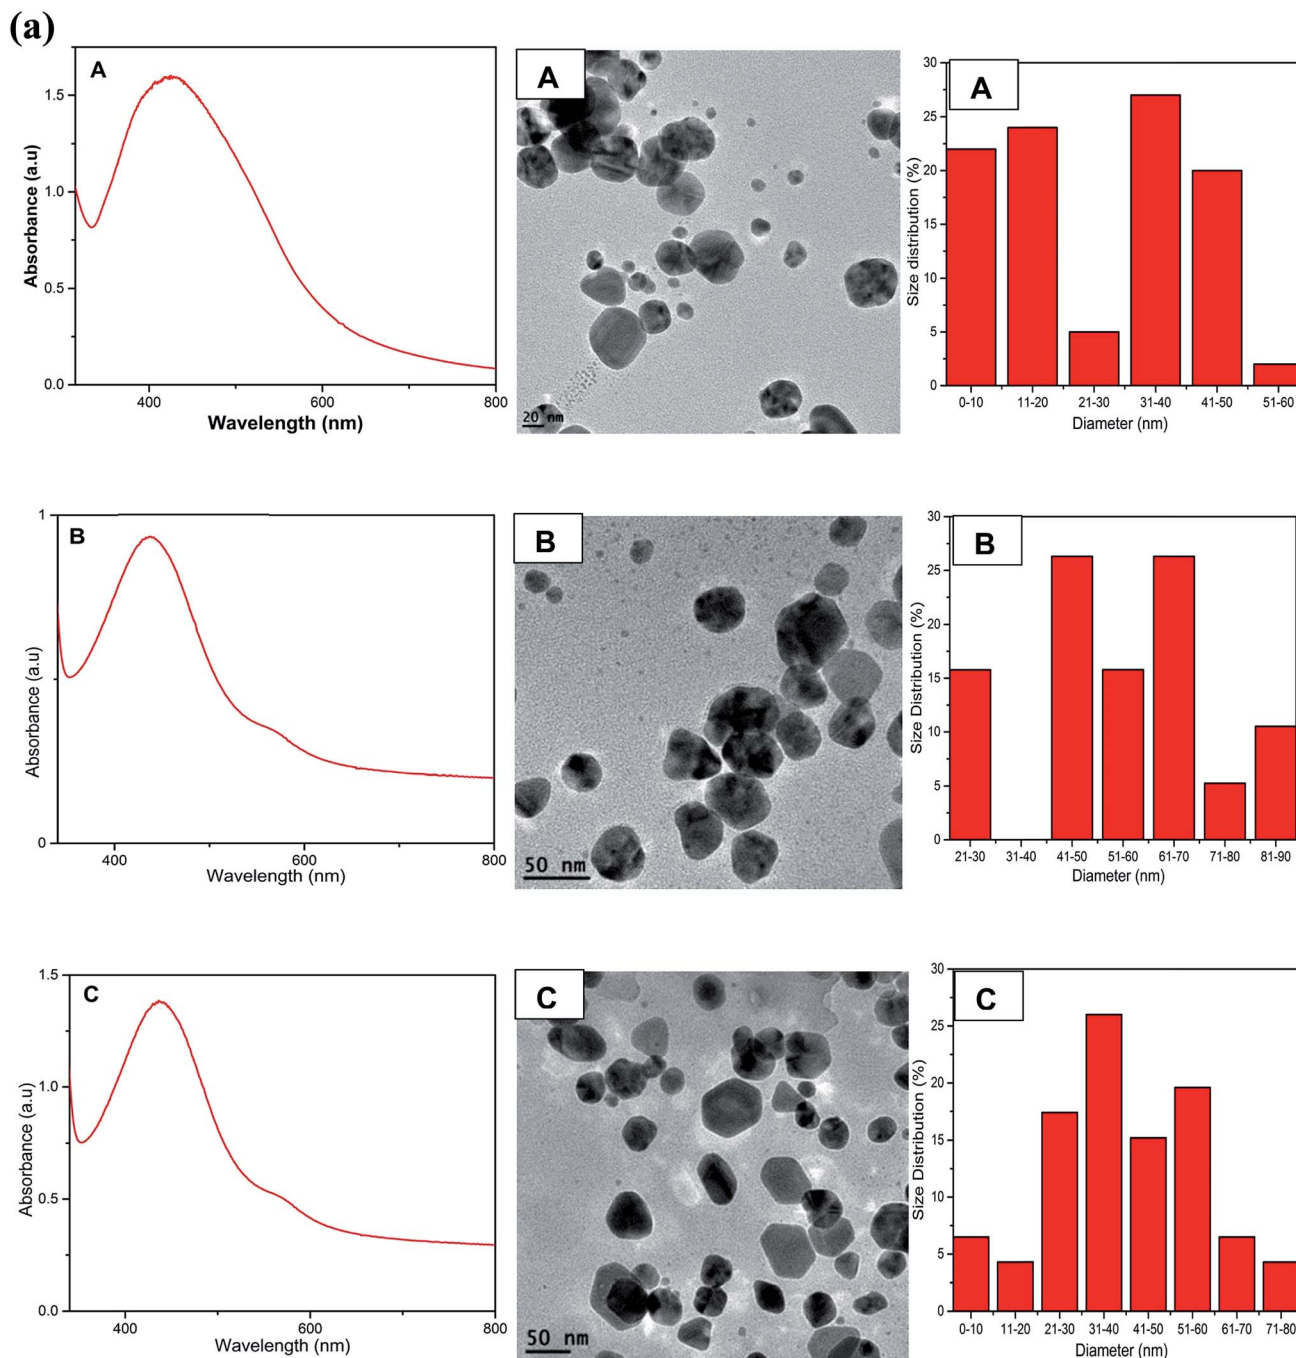 (a)
A
1.5
1.0
0.5
0.0
Absorbance (a.u)
400
600
800
Wavelength (nm)
A
20 nm
A
30
25
20
15
10
5
0
Size distribution (%)
0-10
11-20
21-30
31-40
41-50
51-60
Diameter (nm)
B
1
0
Absorbance (a.u)
400
600
800
Wavelength (nm)
B
50 nm
B
30
25
20
15
10
5
0
Size Distribution (%)
21-30
31-40
41-50
51-60
61-70
71-80
81-90
Diameter (nm)
C
1.5
1.0
0.5
0.0
Absorbance (a.u)
400
600
800
Wavelength (nm)
C
50 nm
C
30
25
20
15
10
5
0
Size Distribution (%)
0-10
11-20
21-30
31-40
41-50
51-60
61-70
71-80
Diameter (nm)